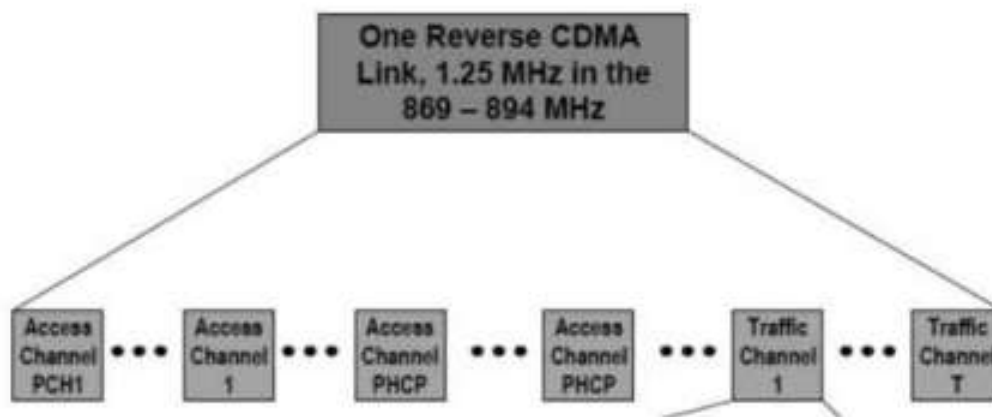 One Reverse CDMA
Link, 1.25 MHz in the
869 – 894 MHz
Access
Channel
PCH1
Access
Channel
1
Access
Channel
PHCP
Access
Channel
PHCP
Traffic
Channel
1
Traffic
Channel
T